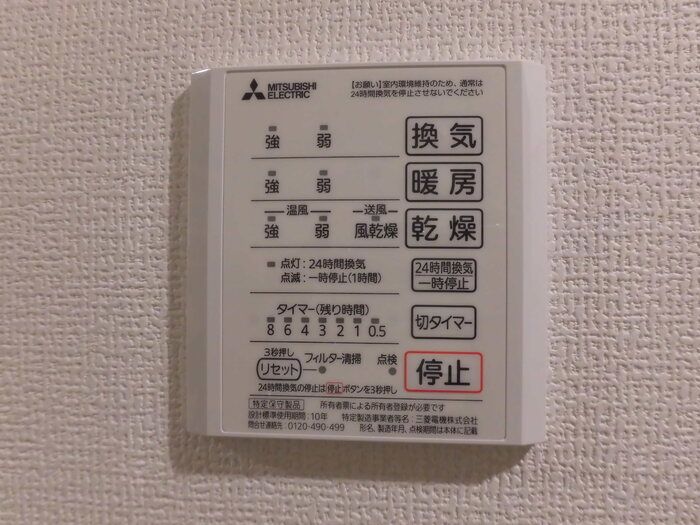 MITSUBISHI
ELECTRIC
【お願い】室内環境維持のため、通常は
24時間換気を停止させないでください
強 弱 換気
強 弱 暖房
温風 送風
強 弱 風乾燥 乾燥
点灯：24時間換気
点滅：一時停止(1時間)
24時間換気
一時停止
タイマー(残り時間)
8 6 4 3 2 1 0.5
切タイマー
3秒押し
リセット フィルター清掃 点検
停止
24時間換気の停止は停止ボタンを3秒押し
特定保守製品 所有者票による所有者登録が必要です
設計標準使用期間：10年 特定製造事業者等名：三菱電機株式会社
問合せ連絡先：0120-490-499 形名、製造年月、点検期間は本体に記載